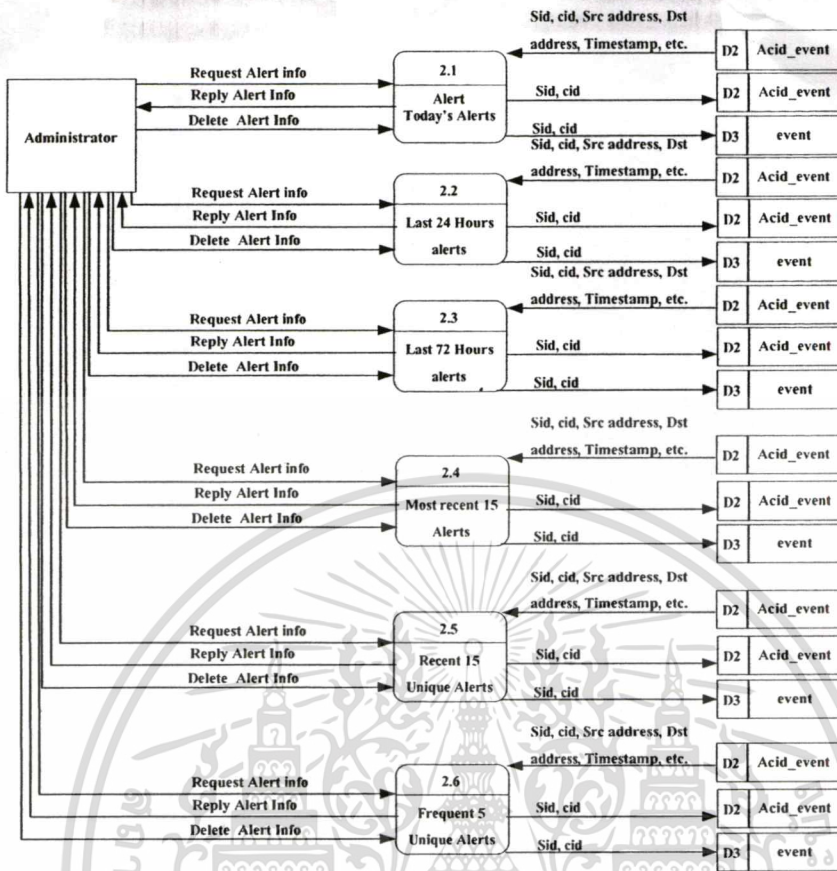 Sid, cid, Src address, Dst
address, Timestamp, etc.
D2 Acid_event
Request Alert info
2.1
Reply Alert Info
Alert
Today's Alerts
Sid, cid
D2 Acid_event
Delete Alert Info
Administrator
Sid, cid
D3 event
Sid, cid, Src address, Dst
address, Timestamp, etc.
D2 Acid_event
Request Alert info
2.2
Reply Alert Info
Last 24 Hours
alerts
Sid, cid
D2 Acid_event
Delete Alert Info
Sid, cid
D3 event
Sid, cid, Src address, Dst
address, Timestamp, etc.
D2 Acid_event
Request Alert info
2.3
Reply Alert Info
Last 72 Hours
alerts
Sid, cid
D2 Acid_event
Delete Alert Info
Sid, cid
D3 event
Sid, cid, Src address, Dst
address, Timestamp, etc.
D2 Acid_event
Request Alert info
2.4
Reply Alert Info
Most recent 15
Alerts
Sid, cid
D2 Acid_event
Delete Alert Info
Sid, cid
D3 event
Sid, cid, Src address, Dst
address, Timestamp, etc.
D2 Acid_event
Request Alert info
2.5
Reply Alert Info
Recent 15
Unique Alerts
Sid, cid
D2 Acid_event
Delete Alert Info
Sid, cid
D3 event
Sid, cid, Src address, Dst
address, Timestamp, etc.
D2 Acid_event
Request Alert info
2.6
Reply Alert Info
Frequent 5
Unique Alerts
Sid, cid
D2 Acid_event
Delete Alert Info
Sid, cid
D3 event